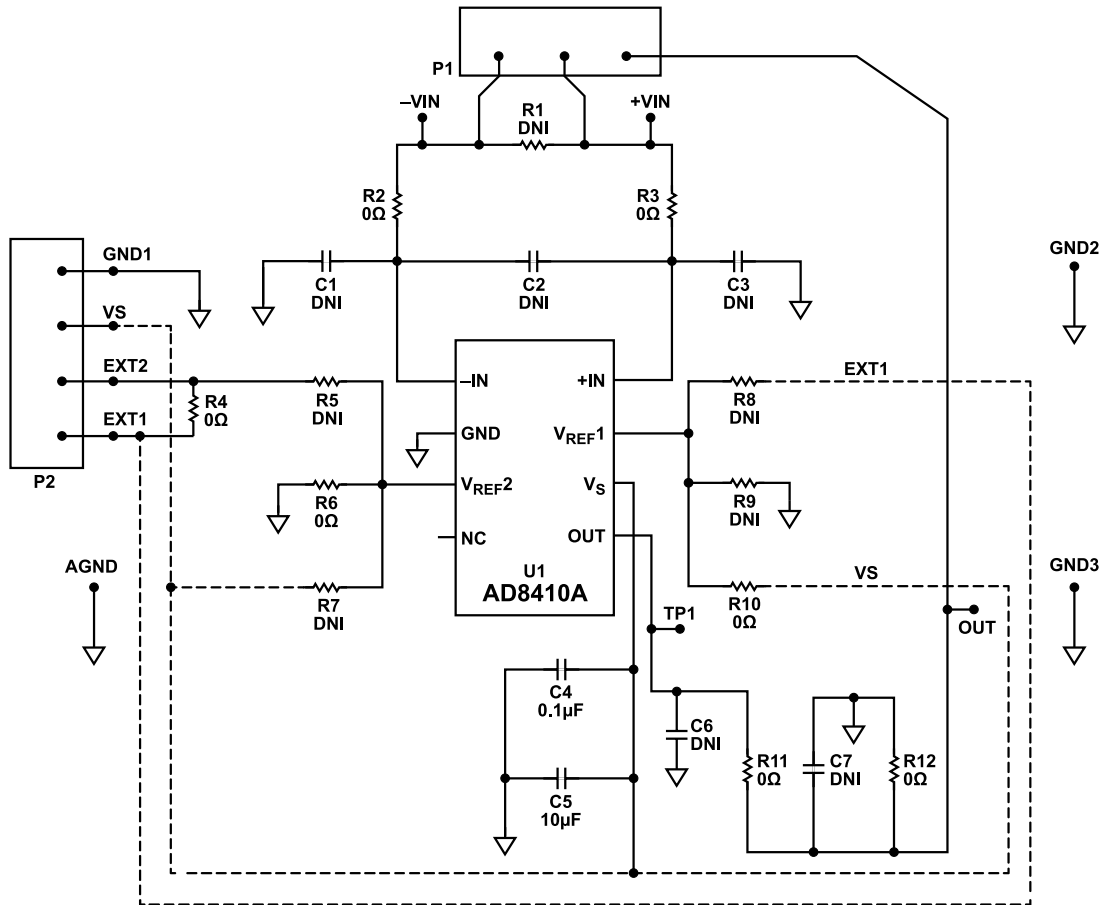 P1
–VIN
R1
DNI
+VIN
R2
0Ω
R3
0Ω
GND1
VS
EXT2
EXT1
R4
0Ω
P2
C1
DNI
C2
DNI
C3
DNI
GND2
R5
DNI
R6
0Ω
R7
DNI
AGND
–IN
GND
VREF2
NC
+IN
VREF1
VS
OUT
U1
AD8410A
R8
DNI
EXT1
R9
DNI
R10
0Ω
VS
GND3
OUT
TP1
C4
0.1µF
C5
10µF
C6
DNI
R11
0Ω
C7
DNI
R12
0Ω